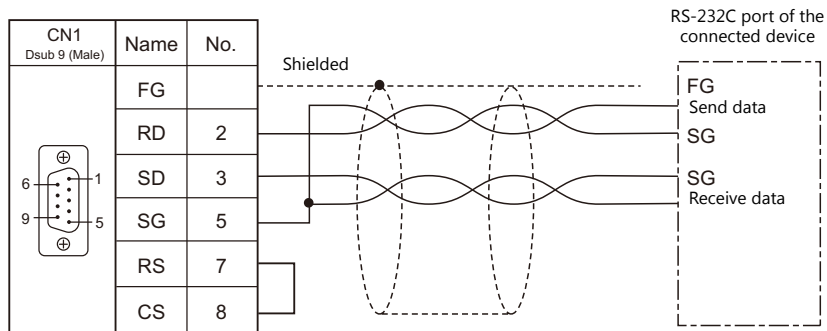 RS-232C port of the
connected device
CN1
Dsub 9 (Male)
Name
No.
Shielded
FG
RD
2
SD
3
SG
5
RS
7
CS
8
6
1
9
5
FG
Send data
SG
SG
Receive data